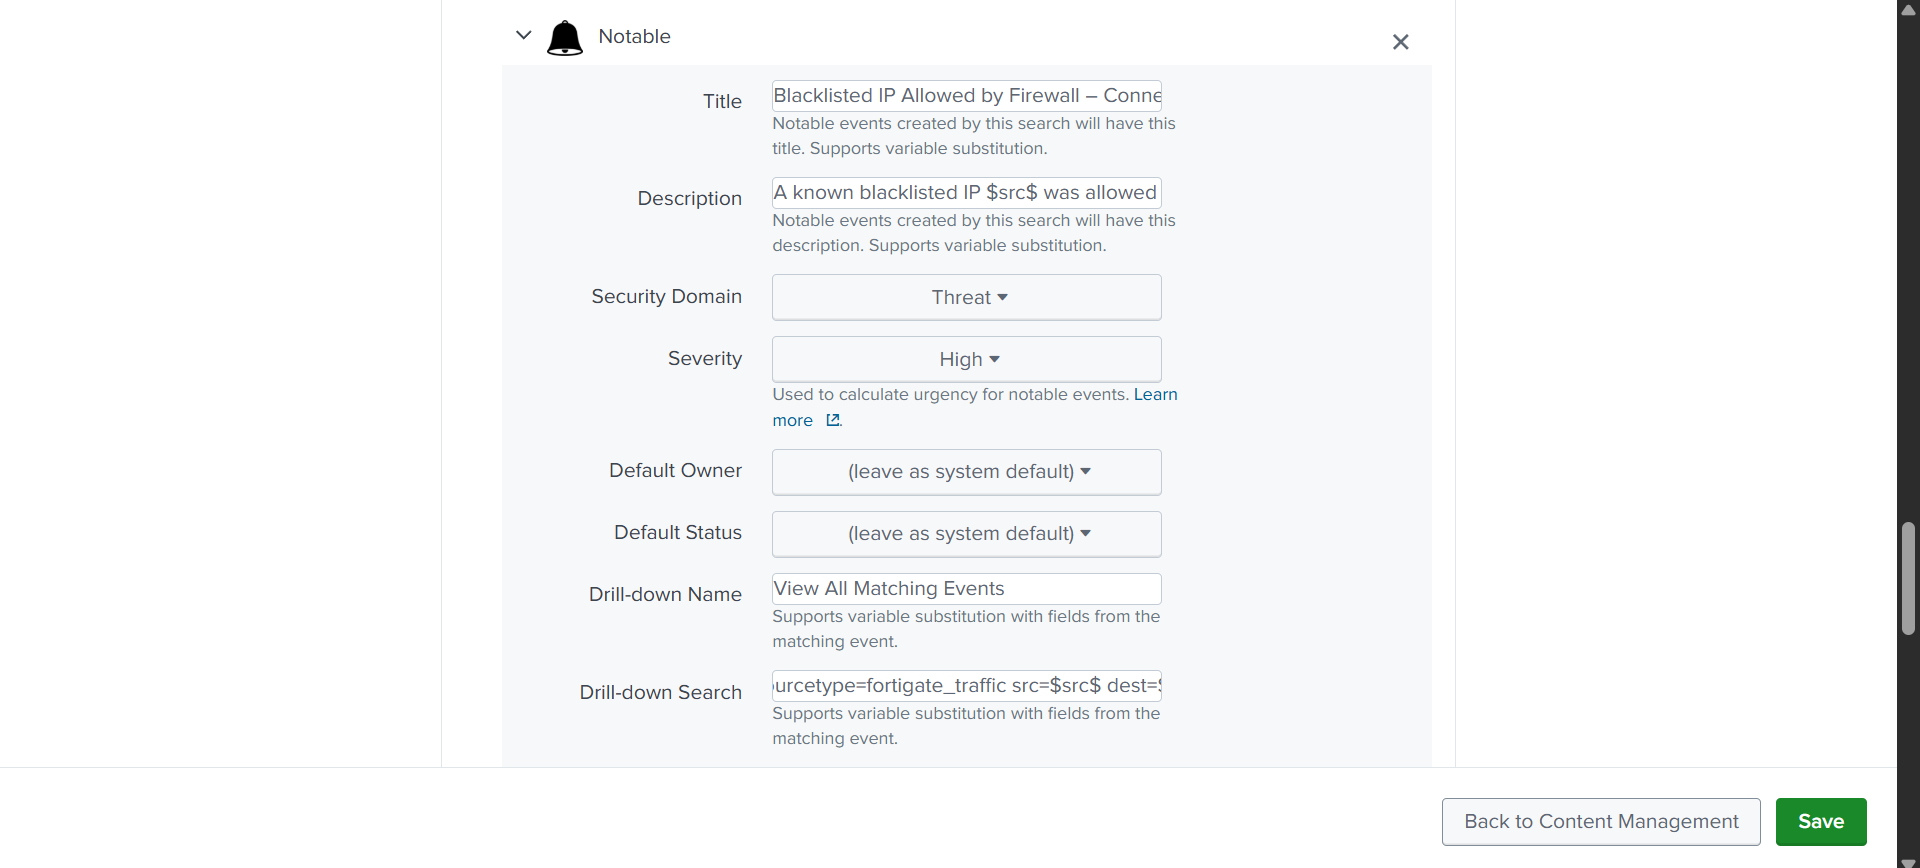 Notable
Title
Blacklisted IP Allowed by Firewall – Conne
Notable events created by this search will have this
title. Supports variable substitution.
Description
A known blacklisted IP $src$ was allowed
Notable events created by this search will have this
description. Supports variable substitution.
Security Domain
Threat
Severity
High
Used to calculate urgency for notable events. Learn
more .
Default Owner
(leave as system default)
Default Status
(leave as system default)
Drill-down Name
View All Matching Events
Supports variable substitution with fields from the
matching event.
Drill-down Search
urcetype=fortigate_traffic src=$src$ dest=$
Supports variable substitution with fields from the
matching event.
Back to Content Management
Save